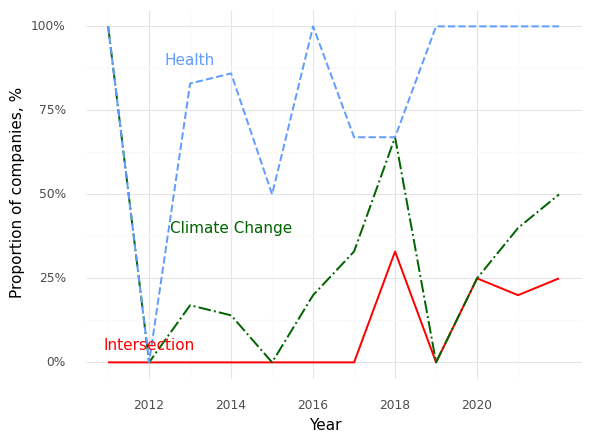 100%
Health
75%
50%
Climate Change
25%
Intersection
0%
2012 2014 2016 2018 2020
Year
Proportion of companies, %